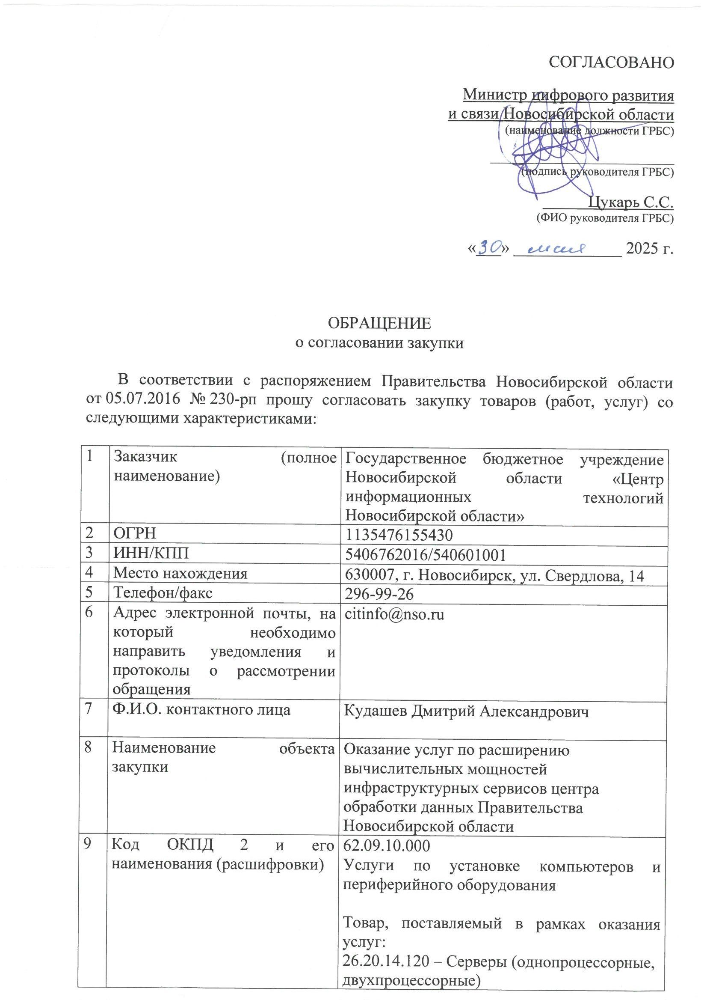 СОГЛАСОВАНО
Министр цифрового развития
и связи Новосибирской области
(наименование должности ГРБС)
(подпись руководителя ГРБС)
Цукарь С.С.
(ФИО руководителя ГРБС)
«30» мая 2025 г.
ОБРАЩЕНИЕ
о согласовании закупки
В соответствии с распоряжением Правительства Новосибирской области
от 05.07.2016 № 230-рп прошу согласовать закупку товаров (работ, услуг) со
следующими характеристиками:
1 Заказчик (полное
наименование)
Государственное бюджетное учреждение
Новосибирской области «Центр
информационных технологий
Новосибирской области»
2 ОГРН 1135476155430
3 ИНН/КПП 5406762016/540601001
4 Место нахождения 630007, г. Новосибирск, ул. Свердлова, 14
5 Телефон/факс 296-99-26
6 Адрес электронной почты, на
который необходимо
направить уведомления и
протоколы о рассмотрении
обращения
citinfo@nso.ru
7 Ф.И.О. контактного лица Кудашев Дмитрий Александрович
8 Наименование объекта
закупки
Оказание услуг по расширению
вычислительных мощностей
инфраструктурных сервисов центра
обработки данных Правительства
Новосибирской области
9 Код ОКПД 2 и его
наименования (расшифровки)
62.09.10.000
Услуги по установке компьютеров и
периферийного оборудования
Товар, поставляемый в рамках оказания
услуг:
26.20.14.120 – Серверы (однопроцессорные,
двухпроцессорные)